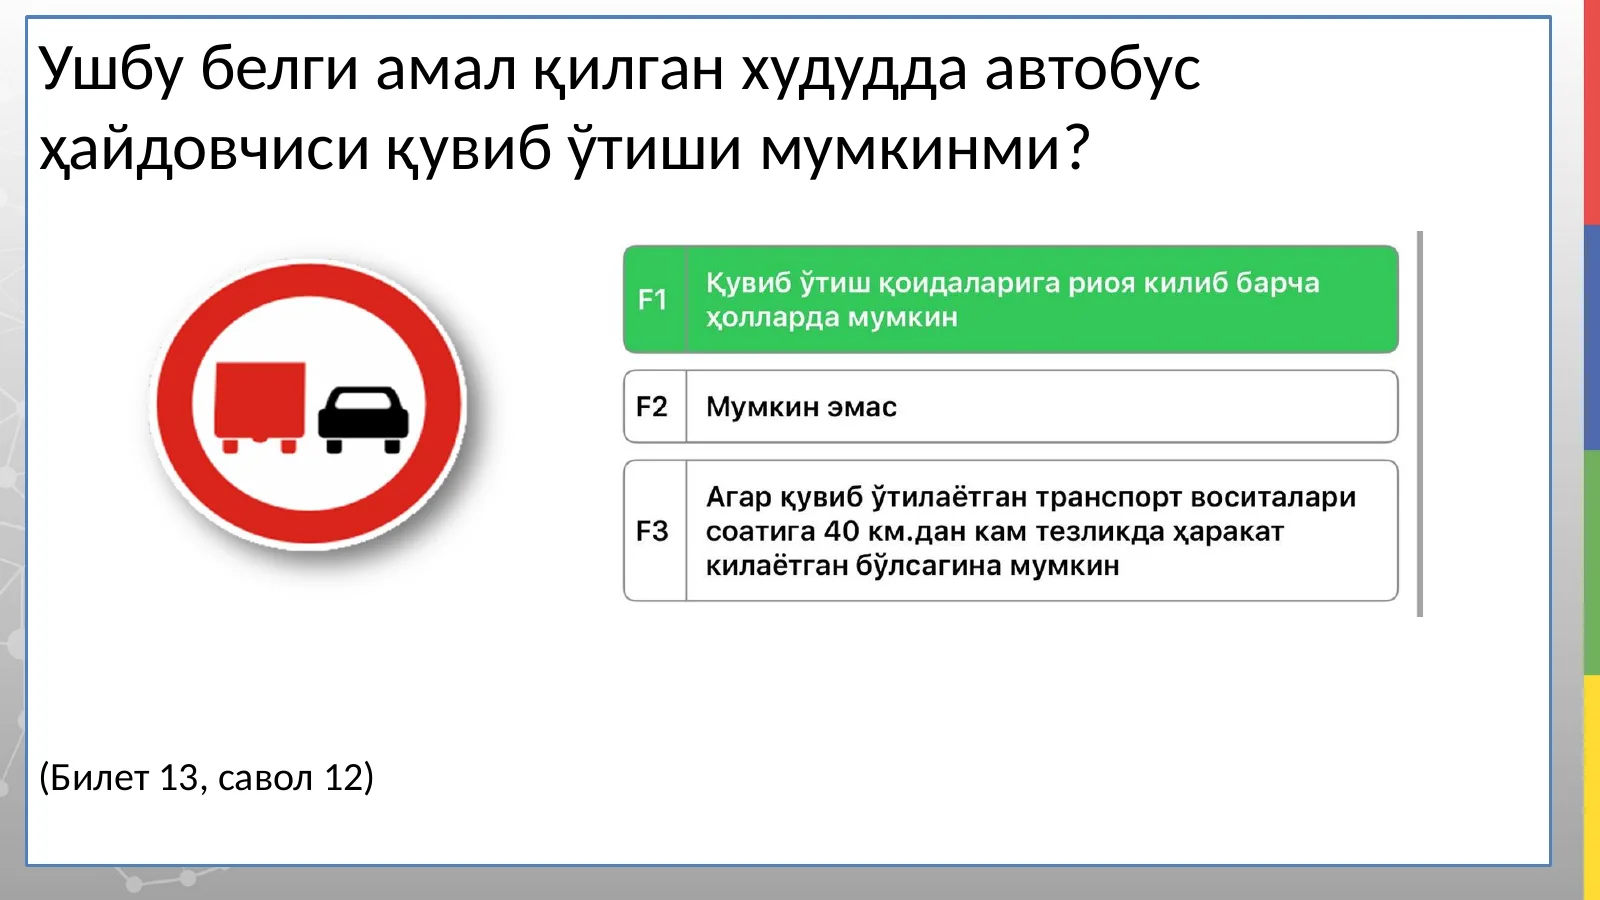 Ушбу белги амал қилган худудда автобус
ҳайдовчиси қувиб ўтиши мумкинми?
F1
Қувиб ўтиш қоидаларига риоя килиб барча
ҳолларда мумкин
F2
Мумкин эмас
F3
Агар қувиб ўтилаётган транспорт воситалари
соатига 40 км.дан кам тезликда ҳаракат
килаётган бўлсагина мумкин
(Билет 13, савол 12)